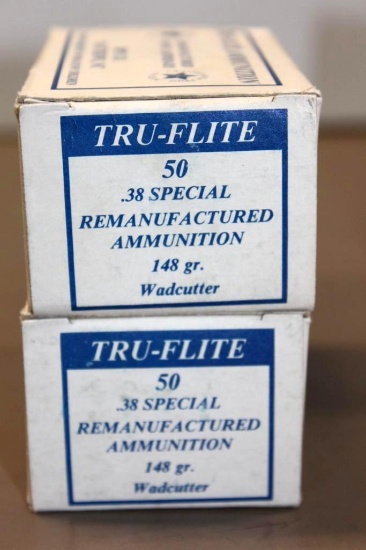 TRU-FLITE
50
.38 SPECIAL
REMANUFACTURED
AMMUNITION
148 gr.
Wadcutter
TRU-FLITE
50
.38 SPECIAL
REMANUFACTURED
AMMUNITION
148 gr.
Wadcutter